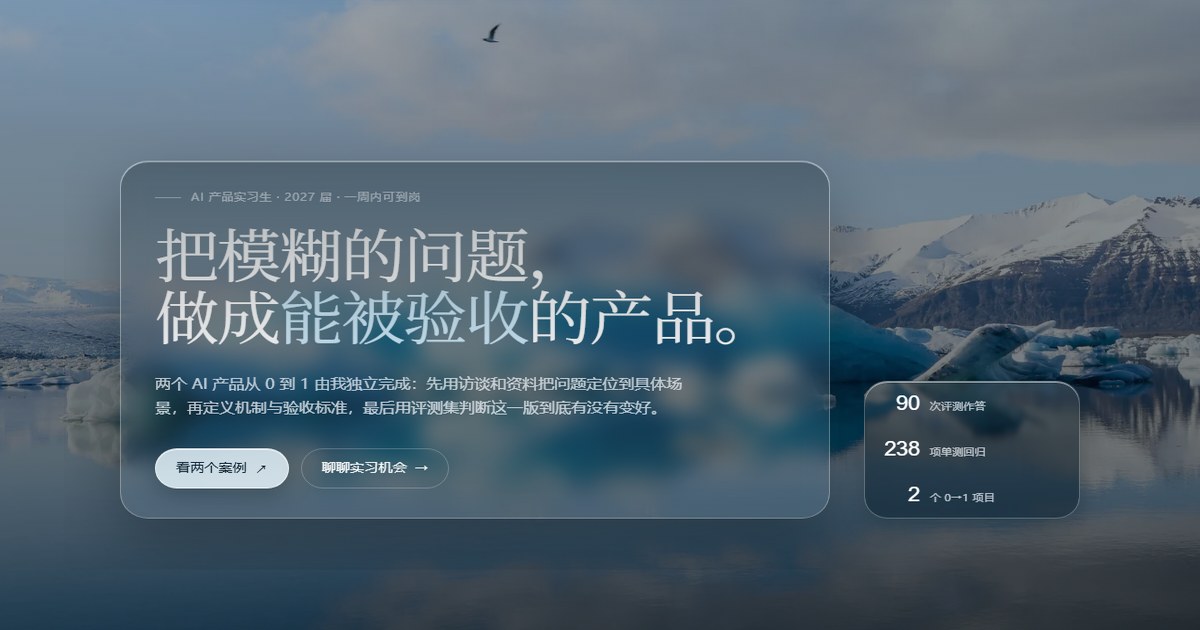 AI 产品实习生 · 2027 届 · 一周内可到岗
把模糊的问题，
做成能被验收的产品。
两个 AI 产品从 0 到 1 由我独立完成：先用访谈和资料把问题定位到具体场
景，再定义机制与验收标准，最后用评测集判断这一版到底有没有变好。
看两个案例 ↗
聊聊实习机会 →
90 次评测作答
238 项单测回归
2 个 0→1 项目